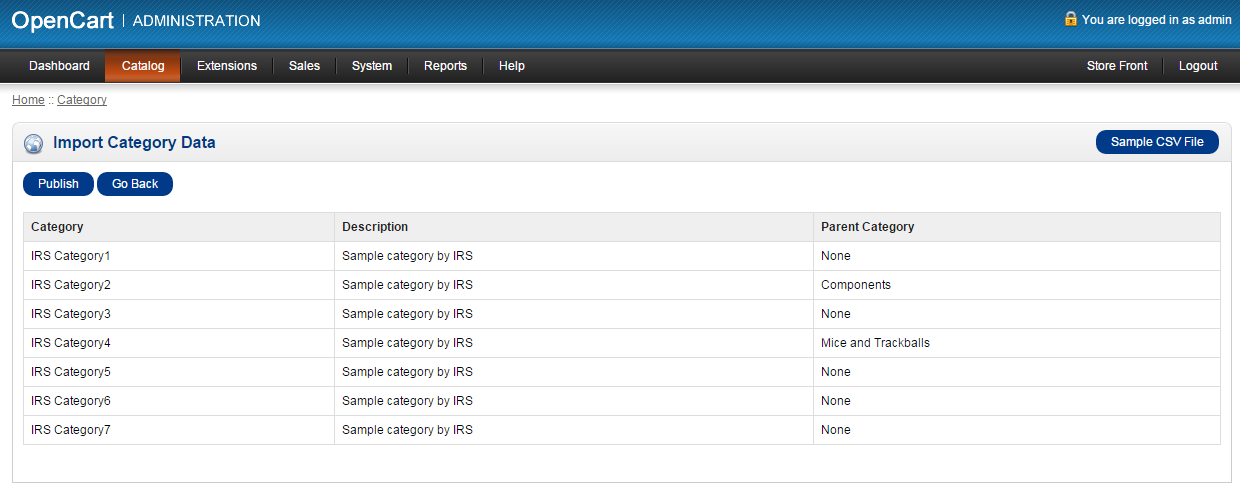 OpenCart | ADMINISTRATION You are logged in as admin
Dashboard Catalog Extensions Sales System Reports Help Store Front Logout
Home :: Category
Import Category Data Sample CSV File
Publish Go Back
Category Description Parent Category
IRS Category1 Sample category by IRS None
IRS Category2 Sample category by IRS Components
IRS Category3 Sample category by IRS None
IRS Category4 Sample category by IRS Mice and Trackballs
IRS Category5 Sample category by IRS None
IRS Category6 Sample category by IRS None
IRS Category7 Sample category by IRS None